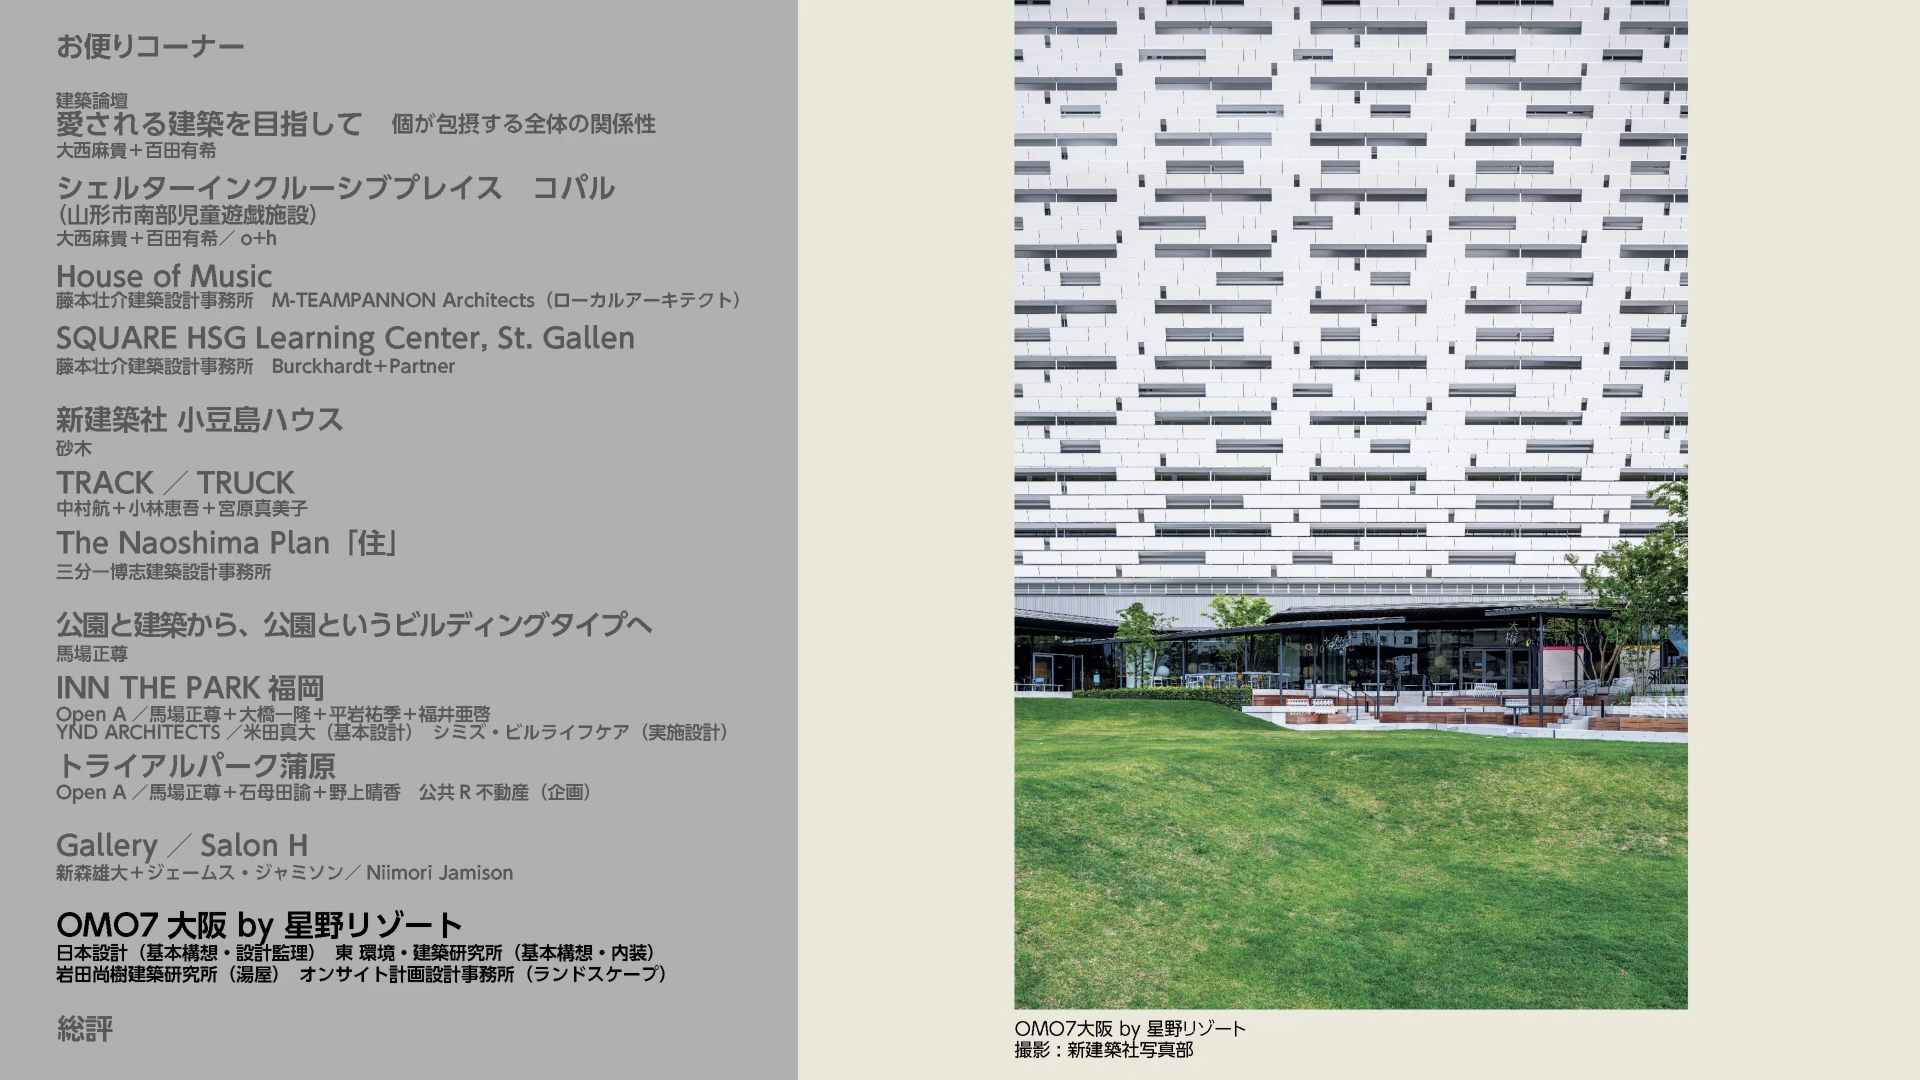 お便りコーナー
建築論壇
愛される建築を目指して　個が包摂する全体の関係性
大西麻貴＋百田有希
シェルターインクルーシブプレイス　コパル
（山形市南部児童遊戯施設）
大西麻貴＋百田有希／ o+h
House of Music
藤本壮介建築設計事務所　M-TEAMPANNON Architects（ローカルアーキテクト）
SQUARE HSG Learning Center, St. Gallen
藤本壮介建築設計事務所　Burckhardt＋Partner
新建築社 小豆島ハウス
砂木
TRACK ／ TRUCK
中村航＋小林恵吾＋宮原真美子
The Naoshima Plan「住」
三分一博志建築設計事務所
公園と建築から、公園というビルディングタイプへ
馬場正尊
INN THE PARK 福岡
Open A ／馬場正尊＋大橋一隆＋平岩祐季＋福井亜啓
YND ARCHITECTS ／米田真大（基本設計）　シミズ・ビルライフケア（実施設計）
トライアルパーク蒲原
Open A ／馬場正尊＋石母田諭＋野上晴香　公共 R 不動産（企画）
Gallery ／ Salon H
新森雄大＋ジェームス・ジャミソン／ Niimori Jamison
OMO7 大阪 by 星野リゾート
日本設計（基本構想・設計監理）　東 環境・建築研究所（基本構想・内装）
岩田尚樹建築研究所（湯屋）　オンサイト計画設計事務所（ランドスケープ）
総評
OMO7大阪 by 星野リゾート
撮影：新建築社写真部